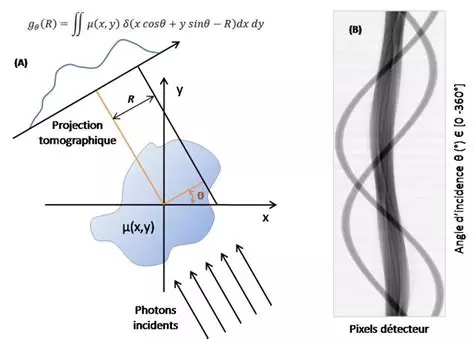 gθ(R) = ∬ μ(x,y) δ(x cosθ + y sinθ − R)dx dy
(A)
(B)
y
R
Projection
tomographique
θ
x
μ(x,y)
Photons
incidents
Angle d'incidence θ (°) ∈ [0 -360°]
Pixels détecteur